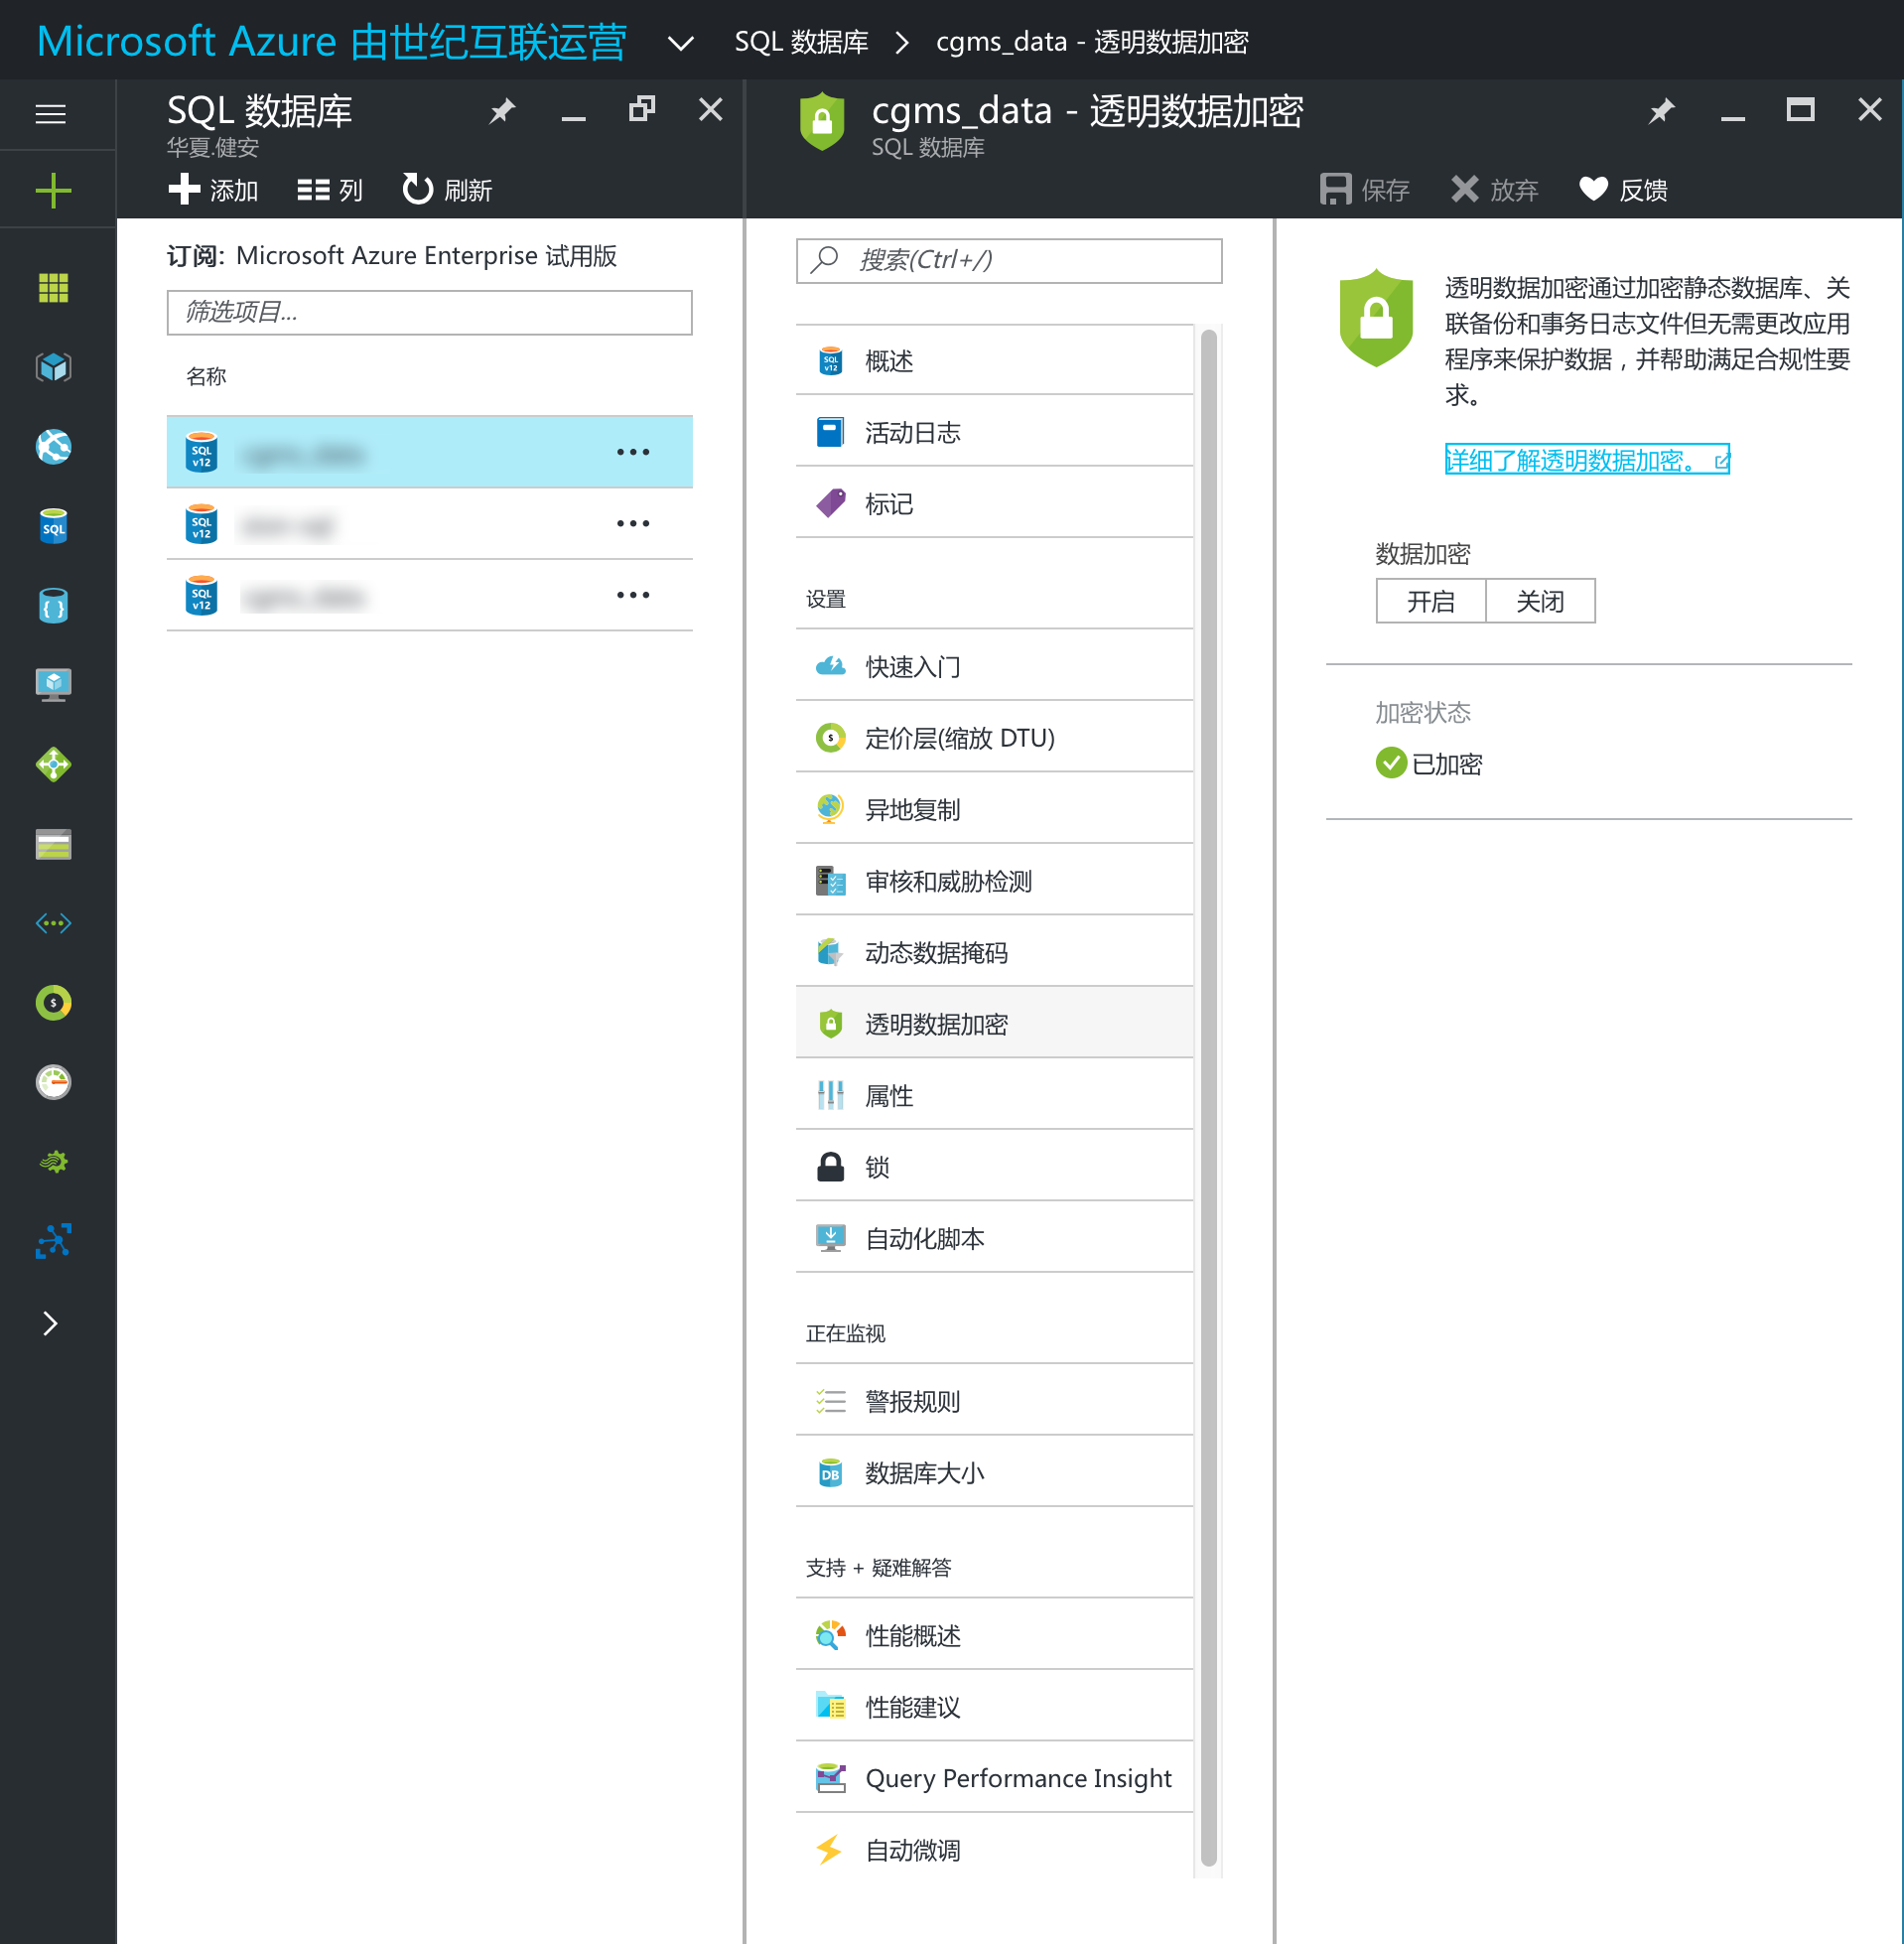 Microsoft Azure 由世纪互联运营
SQL 数据库
cgms_data - 透明数据加密
SQL 数据库
华夏.健安
添加
列
刷新
订阅: Microsoft Azure Enterprise 试用版
筛选项目...
名称
SQL v12
SQL v12
SQL v12
cgms_data - 透明数据加密
SQL 数据库
保存
放弃
反馈
搜索(Ctrl+/)
概述
活动日志
标记
设置
快速入门
定价层(缩放 DTU)
异地复制
审核和威胁检测
动态数据掩码
透明数据加密
属性
锁
自动化脚本
正在监视
警报规则
数据库大小
支持 + 疑难解答
性能概述
性能建议
Query Performance Insight
自动微调
透明数据加密通过加密静态数据库、关
联备份和事务日志文件但无需更改应用
程序来保护数据，并帮助满足合规性要
求。
详细了解透明数据加密。
数据加密
开启
关闭
加密状态
已加密